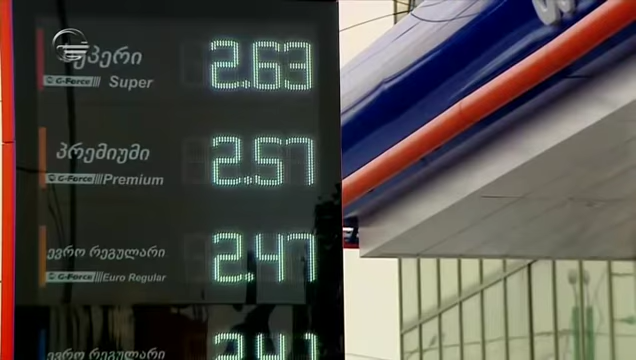 სუპერი 2.63
G-Force Super
პრემიუმი 2.57
G-Force Premium
ევრო რეგულარი 2.47
G-Force Euro Regular
ევრო რეგულარი